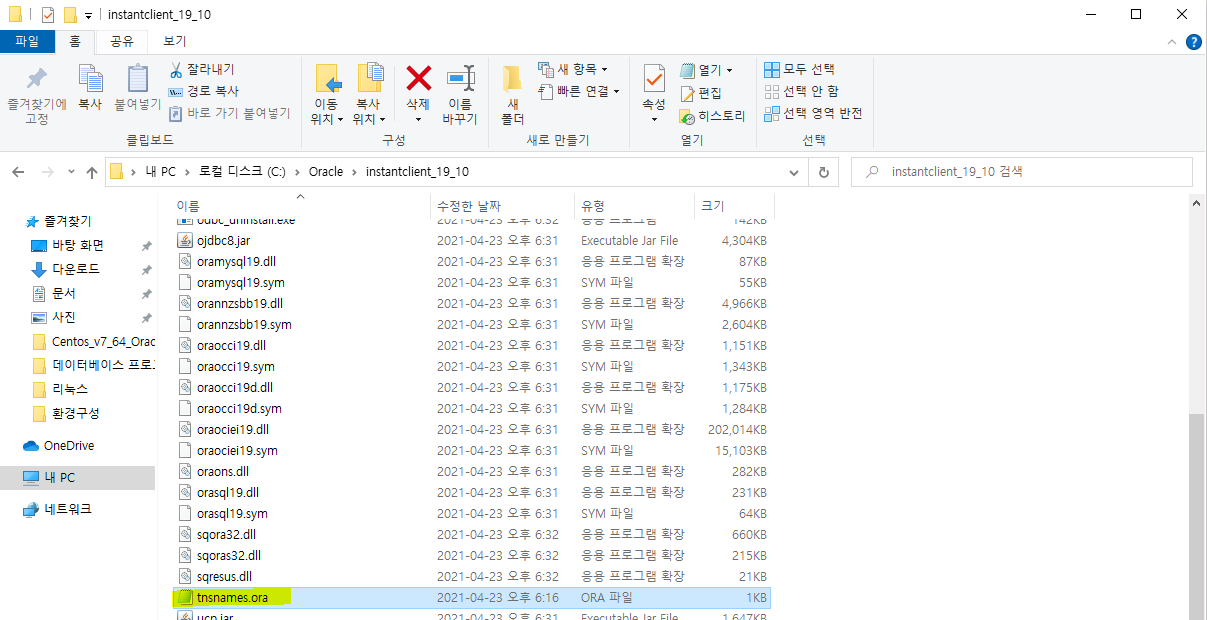 instantclient_19_10
파일 홈 공유 보기
즐겨찾기에 고정
복사
붙여넣기
잘라내기
경로 복사
바로 가기 붙여넣기
클립보드
이동 위치
복사 위치
삭제
이름 바꾸기
구성
새 폴더
새 항목
빠른 연결
새로 만들기
속성
열기
편집
히스토리
열기
모두 선택
선택 안 함
선택 영역 반전
선택
내 PC > 로컬 디스크 (C:) > Oracle > instantclient_19_10
instantclient_19_10 검색
즐겨찾기
바탕 화면
다운로드
문서
사진
Centos_v7_64_Orac
데이터베이스 프로
리눅스
환경구성
OneDrive
내 PC
네트워크
이름 수정한 날짜 유형 크기
odbc_uninstall.exe 2021-04-23 오후 6:32 응용 프로그램 142KB
ojdbc8.jar 2021-04-23 오후 6:31 Executable Jar File 4,304KB
oramysql19.dll 2021-04-23 오후 6:31 응용 프로그램 확장 87KB
oramysql19.sym 2021-04-23 오후 6:31 SYM 파일 55KB
orannzsbb19.dll 2021-04-23 오후 6:31 응용 프로그램 확장 4,966KB
orannzsbb19.sym 2021-04-23 오후 6:31 SYM 파일 2,604KB
oraocci19.dll 2021-04-23 오후 6:31 응용 프로그램 확장 1,151KB
oraocci19.sym 2021-04-23 오후 6:31 SYM 파일 1,343KB
oraocci19d.dll 2021-04-23 오후 6:31 응용 프로그램 확장 1,175KB
oraocci19d.sym 2021-04-23 오후 6:31 SYM 파일 1,284KB
oraociei19.dll 2021-04-23 오후 6:31 응용 프로그램 확장 202,014KB
oraociei19.sym 2021-04-23 오후 6:31 SYM 파일 15,103KB
oraons.dll 2021-04-23 오후 6:31 응용 프로그램 확장 282KB
orasql19.dll 2021-04-23 오후 6:31 응용 프로그램 확장 231KB
orasql19.sym 2021-04-23 오후 6:31 SYM 파일 64KB
sqora32.dll 2021-04-23 오후 6:32 응용 프로그램 확장 660KB
sqoras32.dll 2021-04-23 오후 6:32 응용 프로그램 확장 215KB
sqresus.dll 2021-04-23 오후 6:32 응용 프로그램 확장 21KB
tnsnames.ora 2021-04-23 오후 6:16 ORA 파일 1KB
ucp.jar 2021-04-23 오후 6:31 Executable Jar File 1,647KB